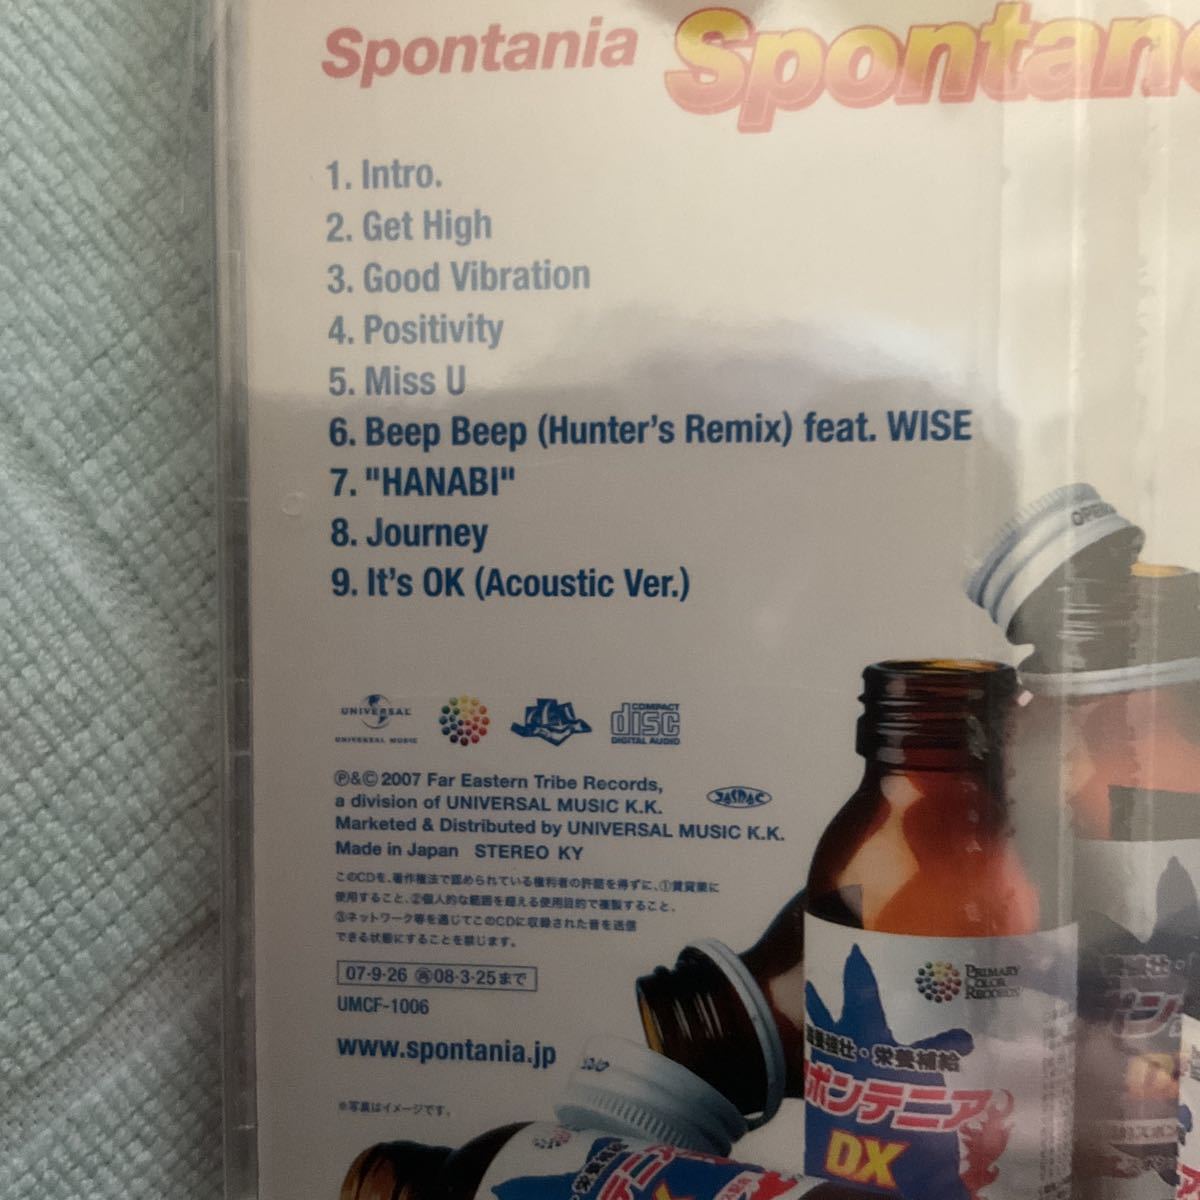 Spontania
1. Intro.
2. Get High
3. Good Vibration
4. Positivity
5. Miss U
6. Beep Beep (Hunter's Remix) feat. WISE
7. "HANABI"
8. Journey
9. It's OK (Acoustic Ver.)
OPEN
UNIVERSAL
UNIVERSAL MUSIC
COMPACT
disc
DIGITAL AUDIO
Ⓟ&© 2007 Far Eastern Tribe Records,
a division of UNIVERSAL MUSIC K.K.
JASRAC
Marketed & Distributed by UNIVERSAL MUSIC K.K.
Made in Japan STEREO KY
このCDを、著作権法で認められている権利者の許諾を得ずに、①賃貸業に
使用すること、②個人的な範囲を超える使用目的で複製すること、
③ネットワーク等を通じてこのCDに収録された音を送信
できる状態にすることを禁じます。
07-9-26 ㊢08-3-25まで
UMCF-1006
www.spontania.jp
※写真はイメージです。
PRIMARY
COLOR
RECORDS
強壮・栄養補給
ポンテニア
DX